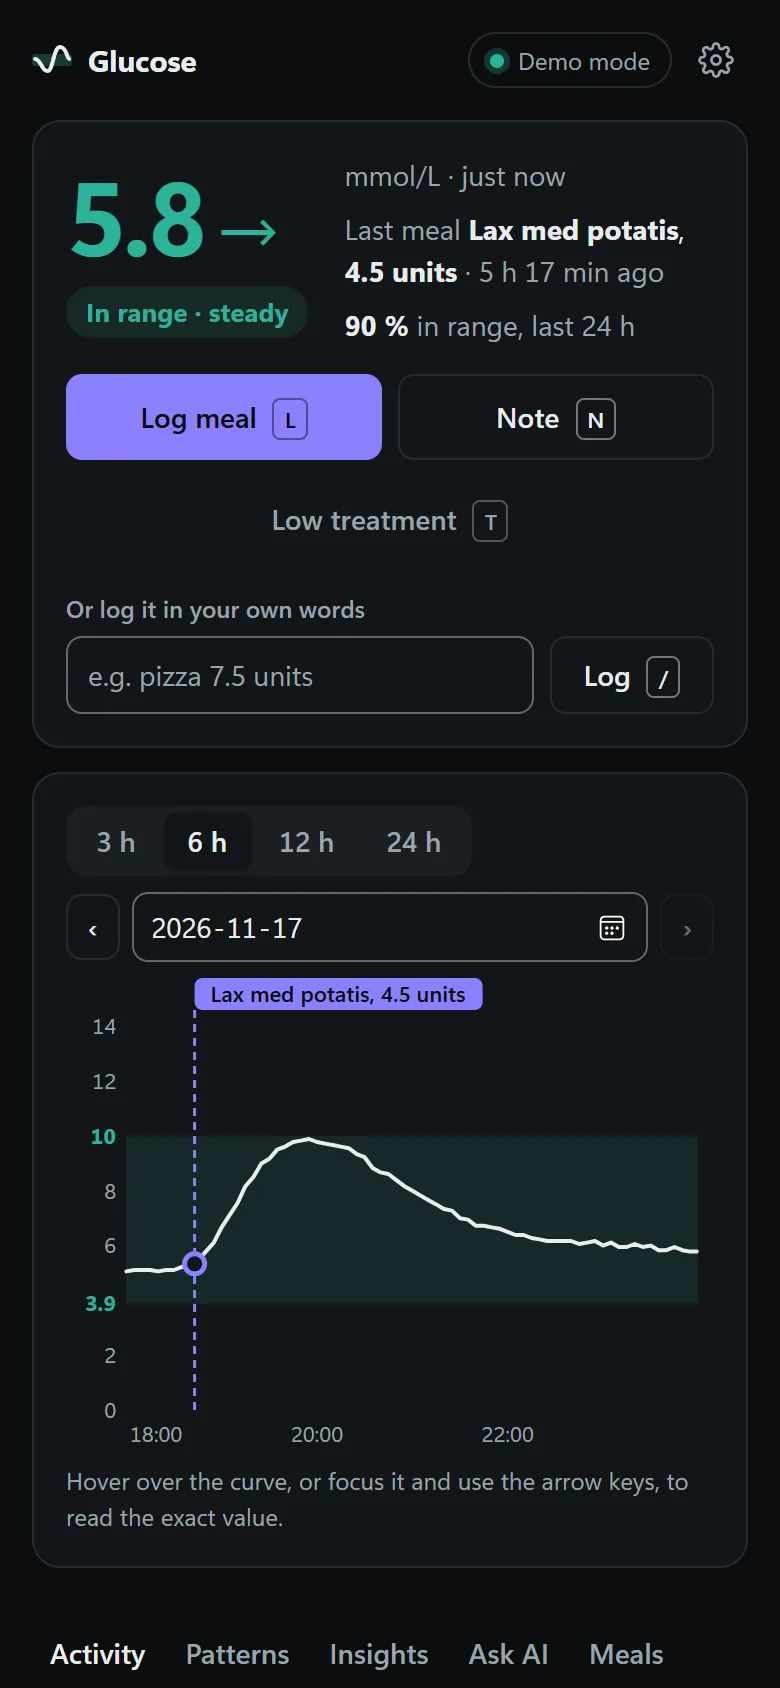 Glucose
Demo mode
5.8 →
In range · steady
mmol/L · just now
Last meal Lax med potatis,
4.5 units · 5 h 17 min ago
90 % in range, last 24 h
Log meal L
Note N
Low treatment T
Or log it in your own words
e.g. pizza 7.5 units
Log /
3 h 6 h 12 h 24 h
‹ 2026-11-17 ›
Lax med potatis, 4.5 units
14
12
10
8
6
3.9
2
0
18:00 20:00 22:00
Hover over the curve, or focus it and use the arrow keys, to
read the exact value.
Activity Patterns Insights Ask AI Meals